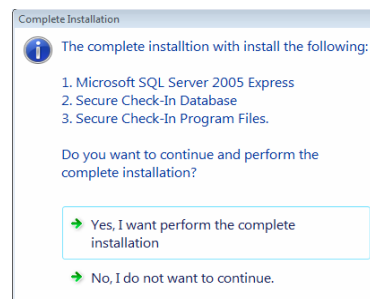 Complete Installation
The complete installtion with install the following:
1. Microsoft SQL Server 2005 Express
2. Secure Check-In Database
3. Secure Check-In Program Files.
Do you want to continue and perform the
complete installation?
Yes, I want perform the complete
installation
No, I do not want to continue.